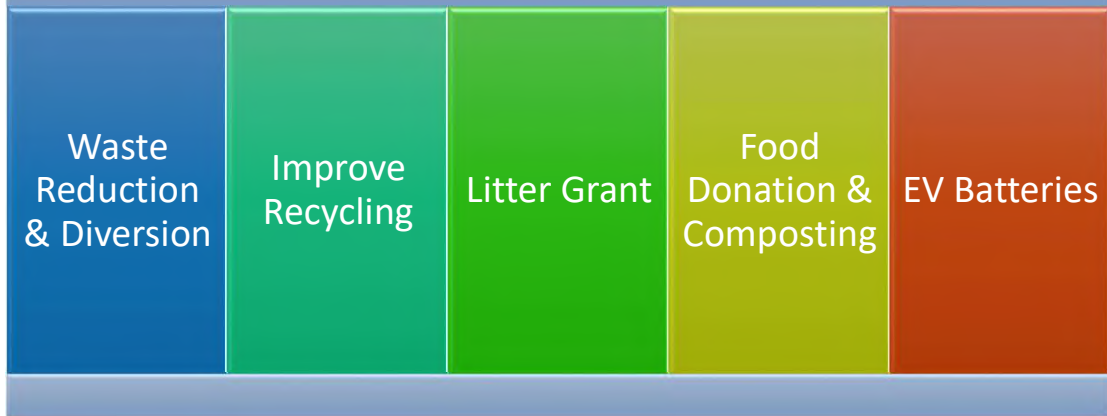 Waste
Reduction
& Diversion
Improve
Recycling
Litter Grant
Food
Donation &
Composting
EV Batteries